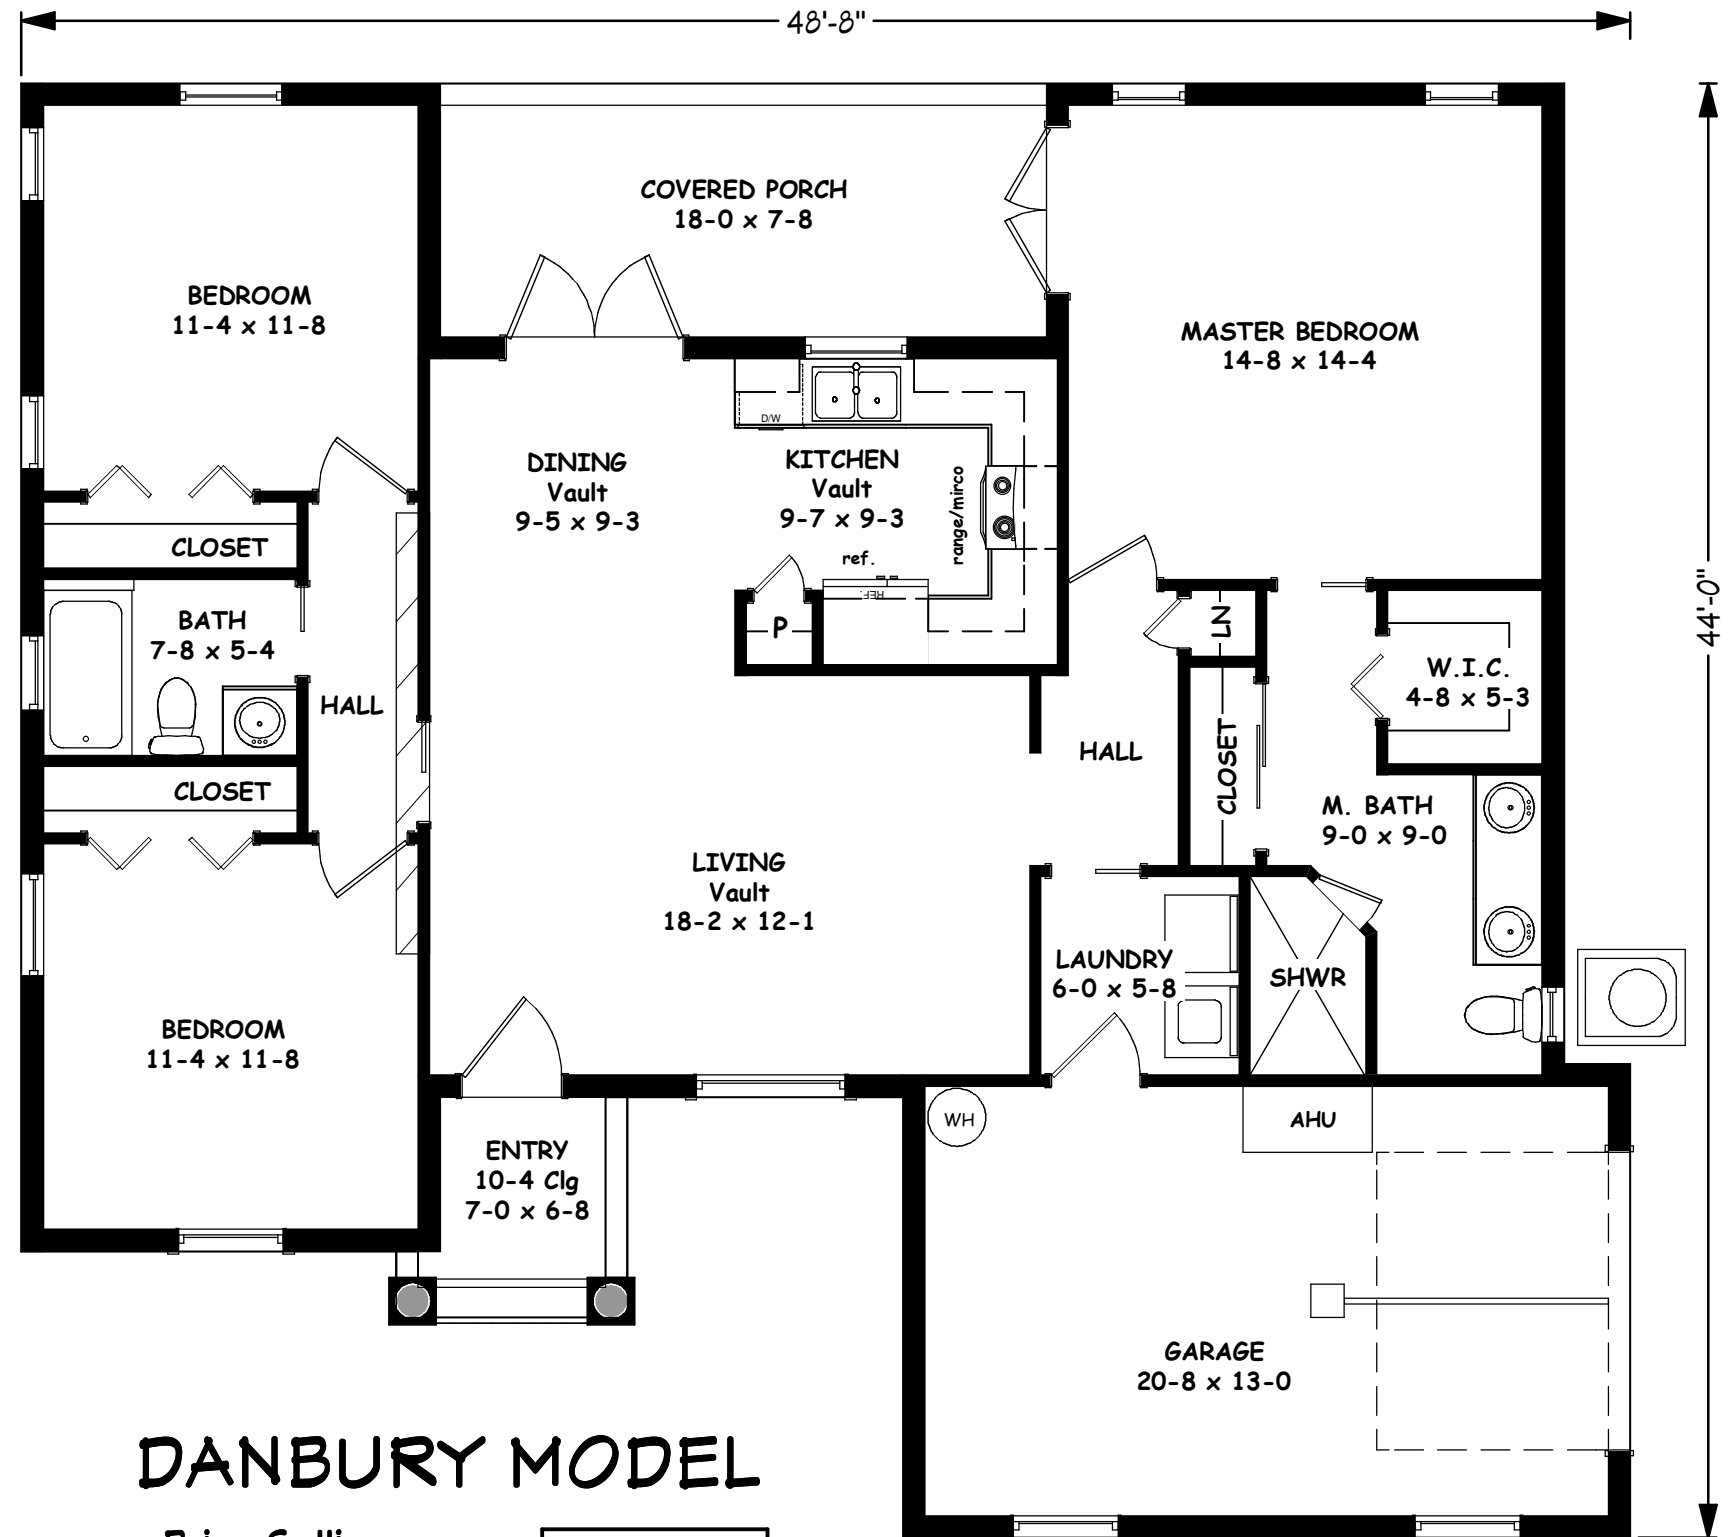 48'-8"
COVERED PORCH
18-0 x 7-8
BEDROOM
11-4 x 11-8
MASTER BEDROOM
14-8 x 14-4
D/W
DINING
Vault
9-5 x 9-3
KITCHEN
Vault
9-7 x 9-3
range/mirco
ref.
REF.
CLOSET
44'-0"
BATH
7-8 x 5-4
P
LN
W.I.C.
4-8 x 5-3
HALL
HALL
CLOSET
CLOSET
M. BATH
9-0 x 9-0
LIVING
Vault
18-2 x 12-1
LAUNDRY
6-0 x 5-8
SHWR
BEDROOM
11-4 x 11-8
WH
AHU
ENTRY
10-4 Clg
7-0 x 6-8
GARAGE
20-8 x 13-0
DANBURY MODEL